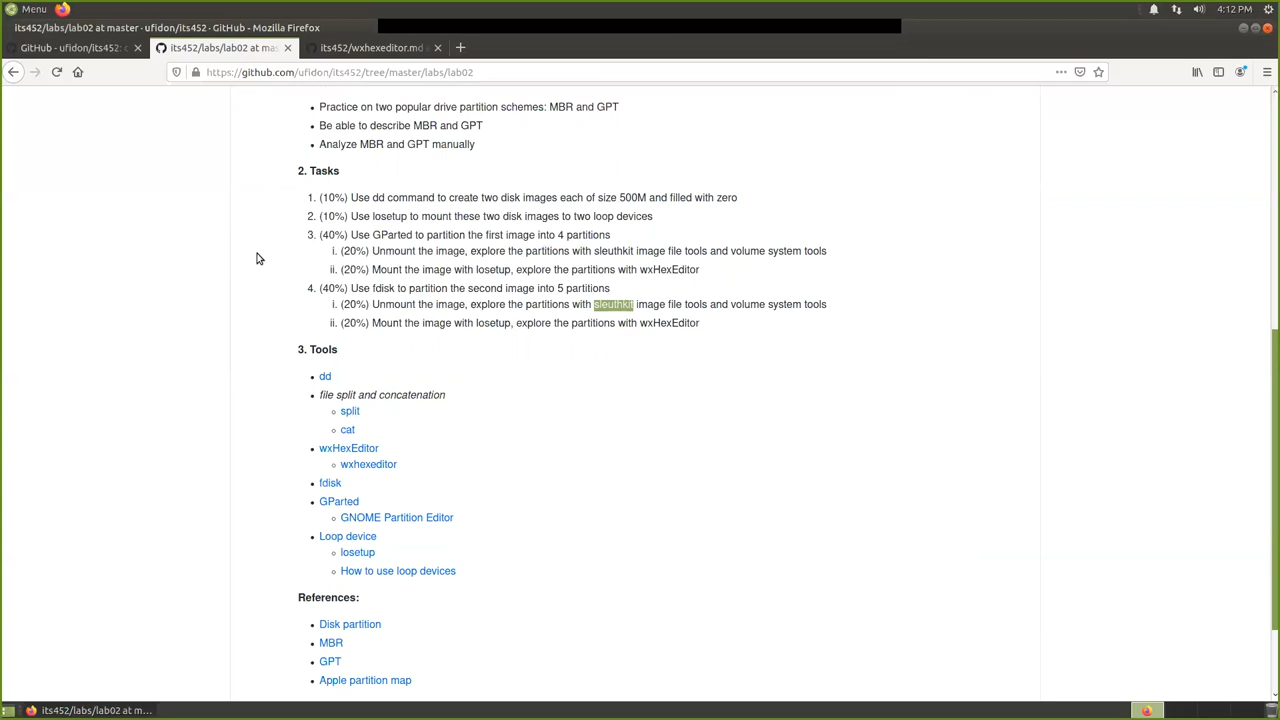 Menu
4:12 PM
its452/labs/lab02 at master · ufidon/its452 · GitHub - Mozilla Firefox
GitHub - ufidon/its452: c
its452/labs/lab02 at mas
its452/wxhexeditor.md a
https://github.com/ufidon/its452/tree/master/labs/lab02
• Practice on two popular drive partition schemes: MBR and GPT
• Be able to describe MBR and GPT
• Analyze MBR and GPT manually
2. Tasks
1. (10%) Use dd command to create two disk images each of size 500M and filled with zero
2. (10%) Use losetup to mount these two disk images to two loop devices
3. (40%) Use GParted to partition the first image into 4 partitions
i. (20%) Unmount the image, explore the partitions with sleuthkit image file tools and volume system tools
ii. (20%) Mount the image with losetup, explore the partitions with wxHexEditor
4. (40%) Use fdisk to partition the second image into 5 partitions
i. (20%) Unmount the image, explore the partitions with sleuthkit image file tools and volume system tools
ii. (20%) Mount the image with losetup, explore the partitions with wxHexEditor
3. Tools
• dd
• file split and concatenation
◦ split
◦ cat
• wxHexEditor
◦ wxhexeditor
• fdisk
• GParted
◦ GNOME Partition Editor
• Loop device
◦ losetup
◦ How to use loop devices
References:
• Disk partition
• MBR
• GPT
• Apple partition map
its452/labs/lab02 at m...